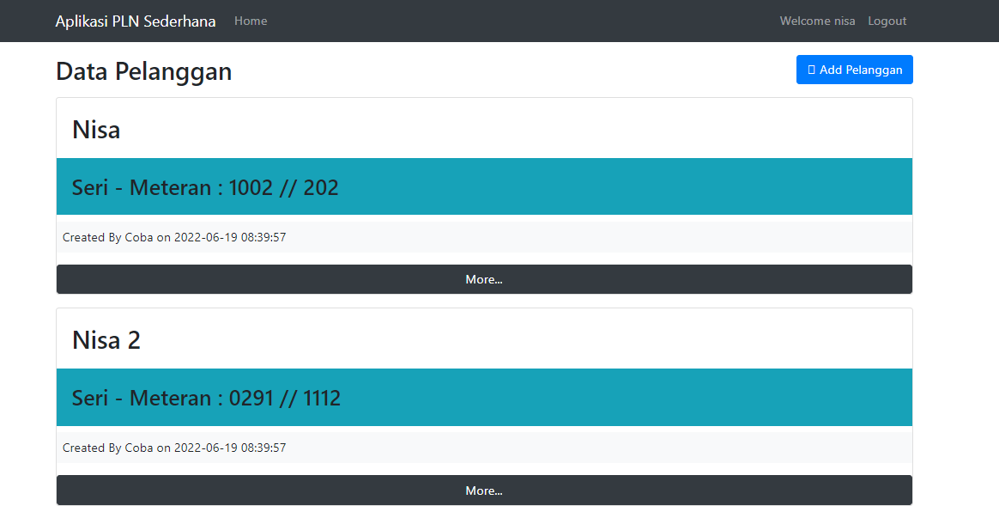 Aplikasi PLN Sederhana Home Welcome nisa Logout
Data Pelanggan Add Pelanggan
Nisa
Seri - Meteran : 1002 // 202
Created By Coba on 2022-06-19 08:39:57
More...
Nisa 2
Seri - Meteran : 0291 // 1112
Created By Coba on 2022-06-19 08:39:57
More...